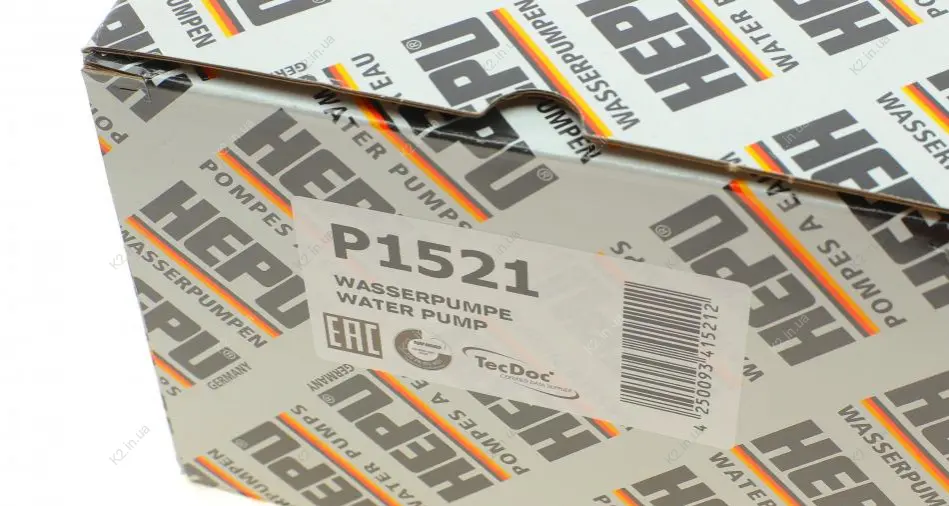 HEPU®
WASSERPUMPEN
WATER PUMPS
POMPES A EAU
GERMANY
P1521
WASSERPUMPE
WATER PUMP
EAC
TecDoc
4 250093 415212
K2.in.ua